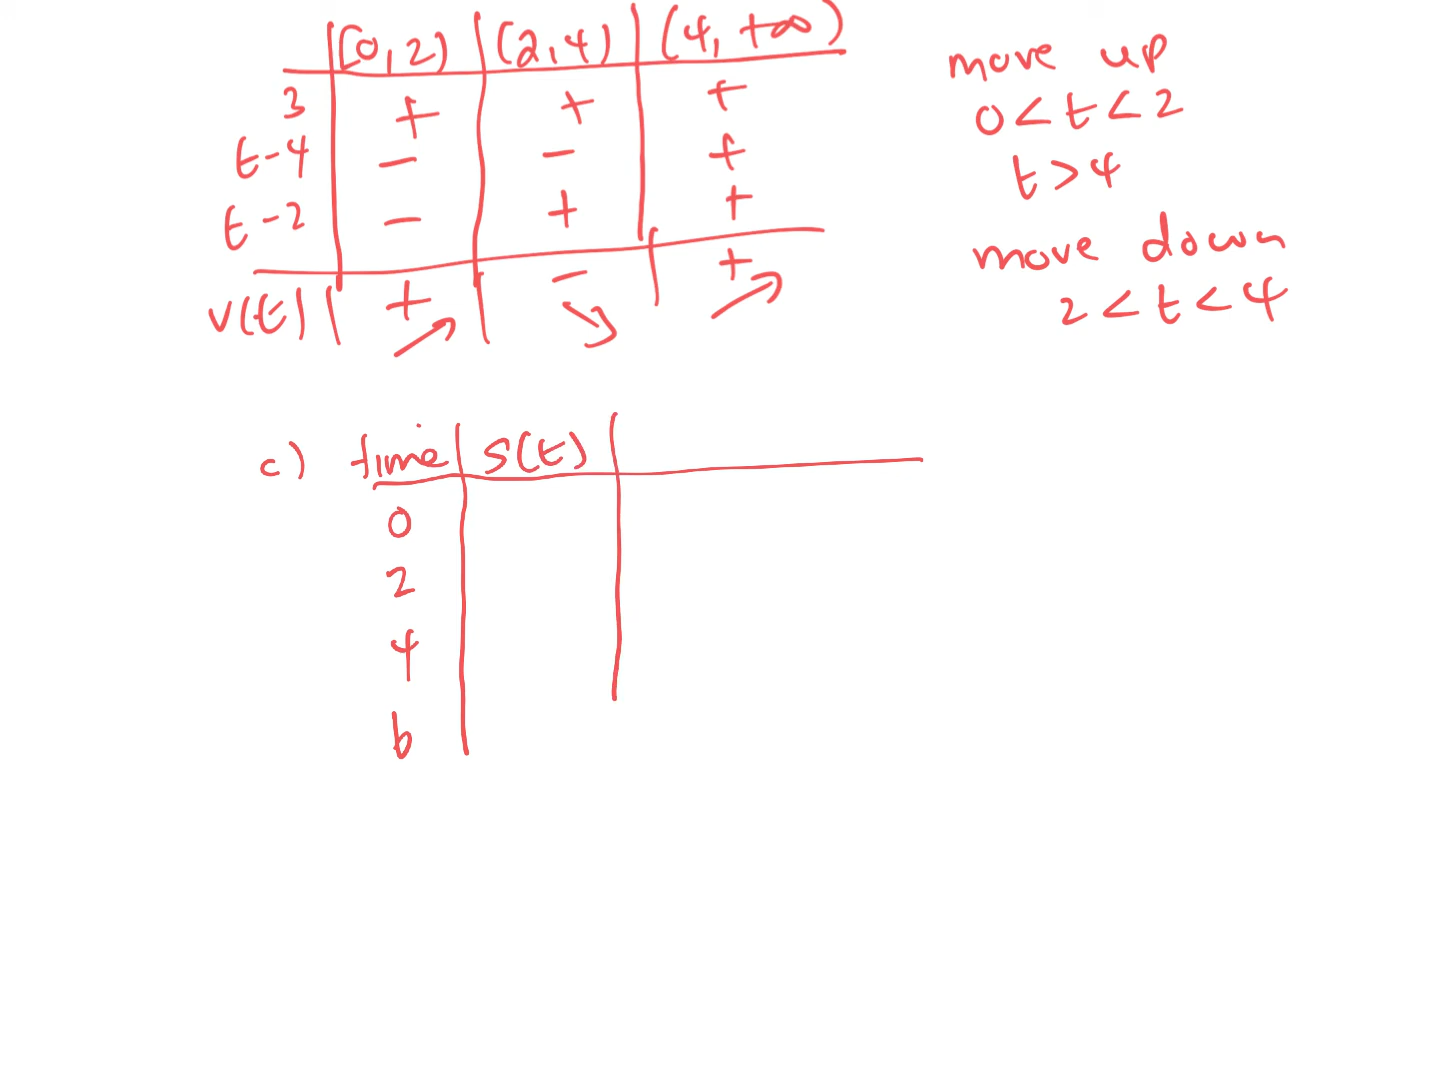 [0,2) (2,4) (4,+∞)
3 + + +
t-4 - - +
t-2 - + +
v(t) + - +
move up
0<t<2
t>4
move down
2<t<4
c) time s(t)
0
2
4
b